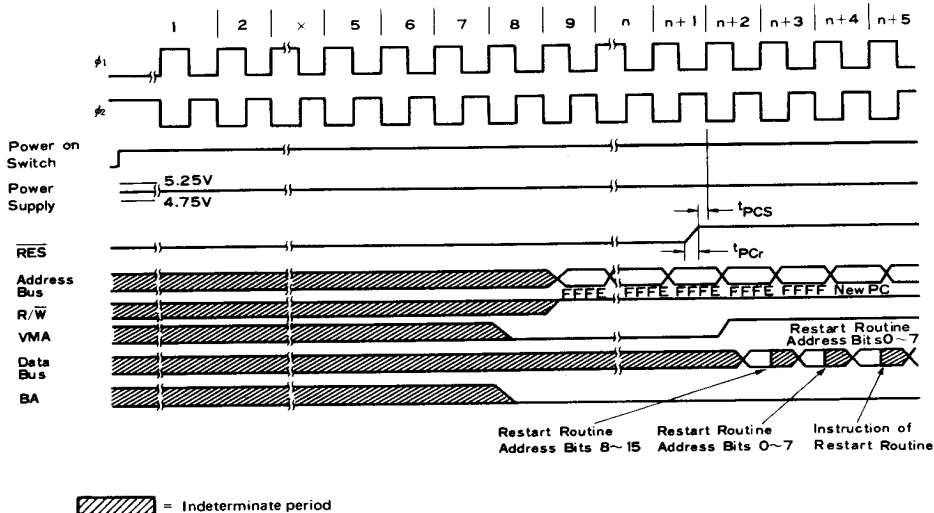 1 2 × 5 6 7 8 9 n n+1 n+2 n+3 n+4 n+5
φ1
φ2
Power on
Switch
Power
Supply
5.25V
4.75V
tPCS
RES
tPCr
Address
Bus
FFFE FFFE FFFE FFFE FFFF New PC
R/W
VMA
Restart Routine
Address Bits 0~7
Data
Bus
BA
Restart Routine
Address Bits 8~15
Restart Routine
Address Bits 0~7
Instruction of
Restart Routine
= Indeterminate period